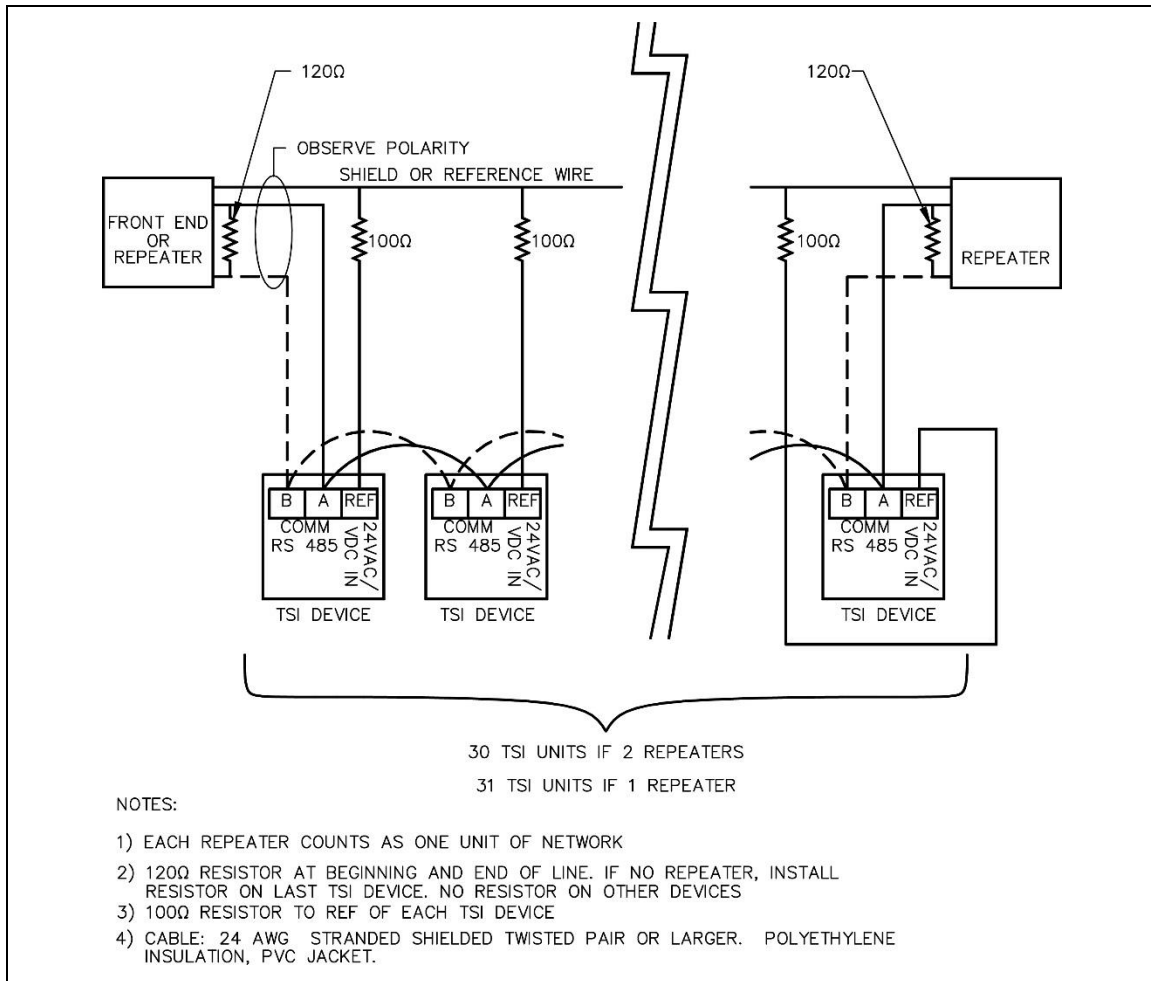 120Ω
120Ω
OBSERVE POLARITY
SHIELD OR REFERENCE WIRE
FRONT END
OR
REPEATER
100Ω
100Ω
100Ω
REPEATER
B A REF
COMM
RS 485
24VAC/
VDC IN
TSI DEVICE
B A REF
COMM
RS 485
24VAC/
VDC IN
TSI DEVICE
B A REF
COMM
RS 485
24VAC/
VDC IN
TSI DEVICE
30 TSI UNITS IF 2 REPEATERS
31 TSI UNITS IF 1 REPEATER
NOTES:
1) EACH REPEATER COUNTS AS ONE UNIT OF NETWORK
2) 120Ω RESISTOR AT BEGINNING AND END OF LINE. IF NO REPEATER, INSTALL
RESISTOR ON LAST TSI DEVICE. NO RESISTOR ON OTHER DEVICES
3) 100Ω RESISTOR TO REF OF EACH TSI DEVICE
4) CABLE: 24 AWG STRANDED SHIELDED TWISTED PAIR OR LARGER. POLYETHYLENE
INSULATION, PVC JACKET.